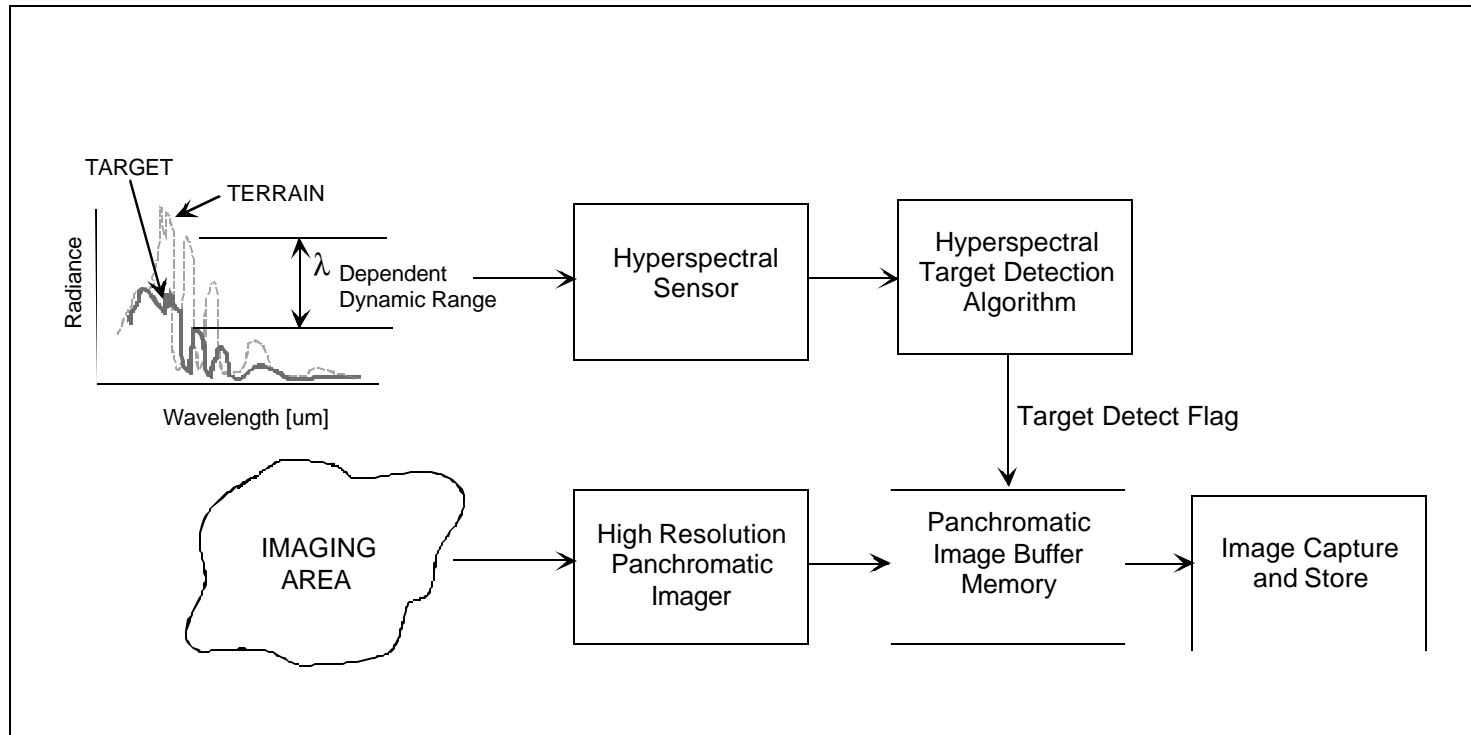 TARGET
TERRAIN
Radiance
λ Dependent
Dynamic Range
Wavelength [um]
Hyperspectral
Sensor
Hyperspectral
Target Detection
Algorithm
Target Detect Flag
IMAGING
AREA
High Resolution
Panchromatic
Imager
Panchromatic
Image Buffer
Memory
Image Capture
and Store